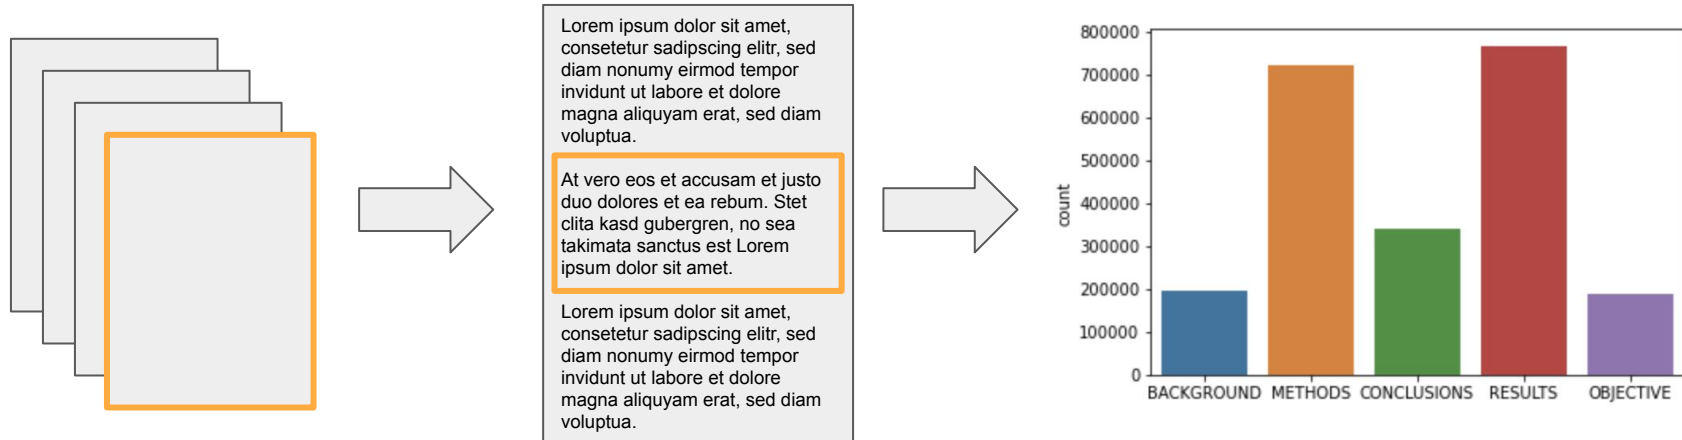 Lorem ipsum dolor sit amet,
consetetur sadipscing elitr, sed
diam nonumy eirmod tempor
invidunt ut labore et dolore
magna aliquyam erat, sed diam
voluptua.
At vero eos et accusam et justo
duo dolores et ea rebum. Stet
clita kasd gubergren, no sea
takimata sanctus est Lorem
ipsum dolor sit amet.
Lorem ipsum dolor sit amet,
consetetur sadipscing elitr, sed
diam nonumy eirmod tempor
invidunt ut labore et dolore
magna aliquyam erat, sed diam
voluptua.
800000
700000
600000
500000
400000
300000
200000
100000
0
count
BACKGROUND METHODS CONCLUSIONS RESULTS OBJECTIVE